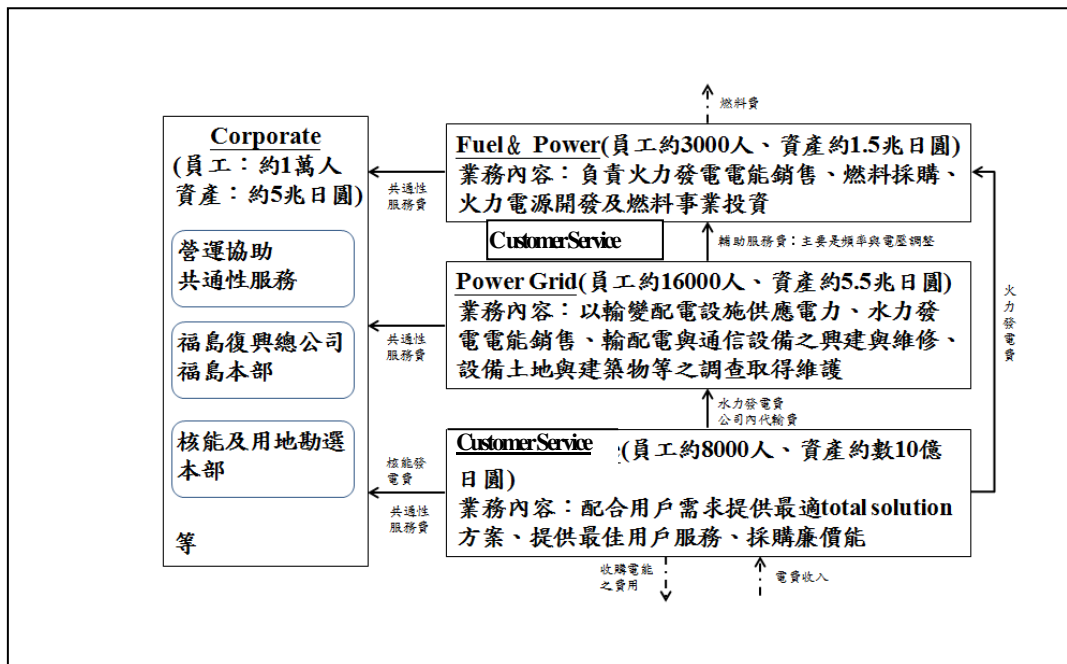 Corporate
(員工：約1萬人
資產：約5兆日圓)
營運協助
共通性服務
福島復興總公司
福島本部
核能及用地勘選
本部
等
燃料費
Fuel＆ Power(員工約3000人、資產約1.5兆日圓)
業務內容：負責火力發電電能銷售、燃料採購、
火力電源開發及燃料事業投資
共通性
服務費
CustomerService
輔助服務費：主要是頻率與電壓調整
Power Grid(員工約16000人、資產約5.5兆日圓)
業務內容：以輸變配電設施供應電力、水力發
電電能銷售、輸配電與通信設備之興建與維修、
設備土地與建築物等之調查取得維護
共通性
服務費
火力發電費
水力發電費
公司內代輸費
CustomerService
(員工約8000人、資產約數10億
日圓)
業務內容：配合用戶需求提供最適total solution
方案、提供最佳用戶服務、採購廉價能
核能發
電費
共通性
服務費
收購電能
之費用
電費收入